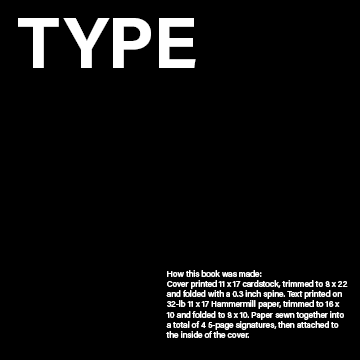 TYPE
How this book was made:
Cover printed 11 x 17 cardstock, trimmed to 8 x 22
and folded with a 0.3 inch spine. Text printed on
32-lb 11 x 17 Hammermill paper, trimmed to 16 x
10 and folded to 8 x 10. Paper sewn together into
a total of 4 5-page signatures, then attached to
the inside of the cover.